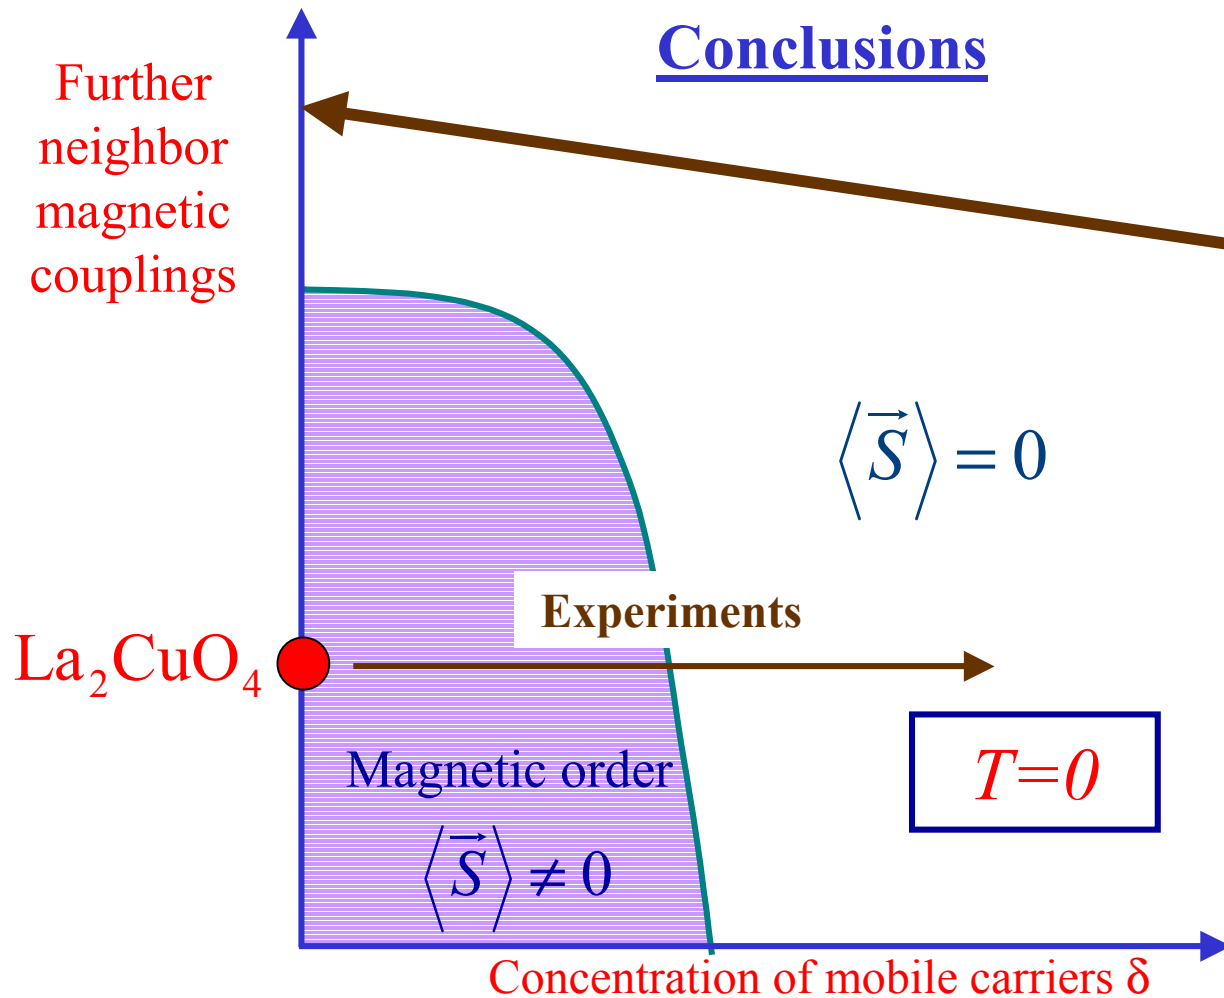 Conclusions
Further
neighbor
magnetic
couplings
⟨S⃗⟩ = 0
Experiments
La₂CuO₄
Magnetic order
T=0
⟨S⃗⟩ ≠ 0
Concentration of mobile carriers δ